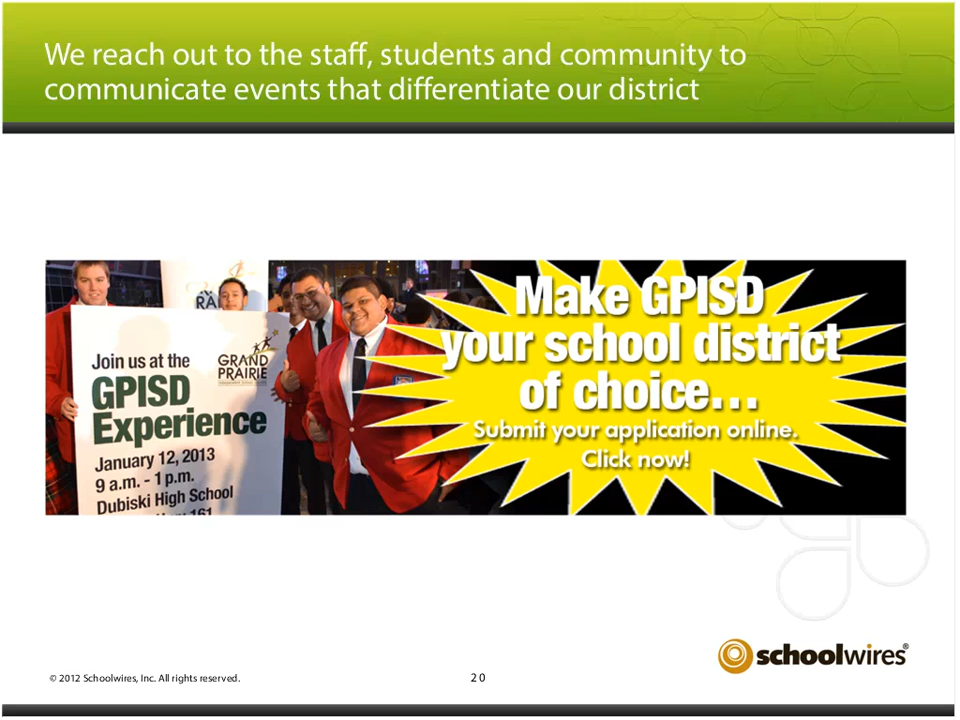 We reach out to the staff, students and community to
communicate events that differentiate our district
Join us at the
GPISD
Experience
January 12, 2013
9 a.m. - 1 p.m.
Dubiski High School
161
GRAND
PRAIRIE
Make GPISD
your school district
of choice...
Submit your application online.
Click now!
schoolwires®
© 2012 Schoolwires, Inc. All rights reserved.
20